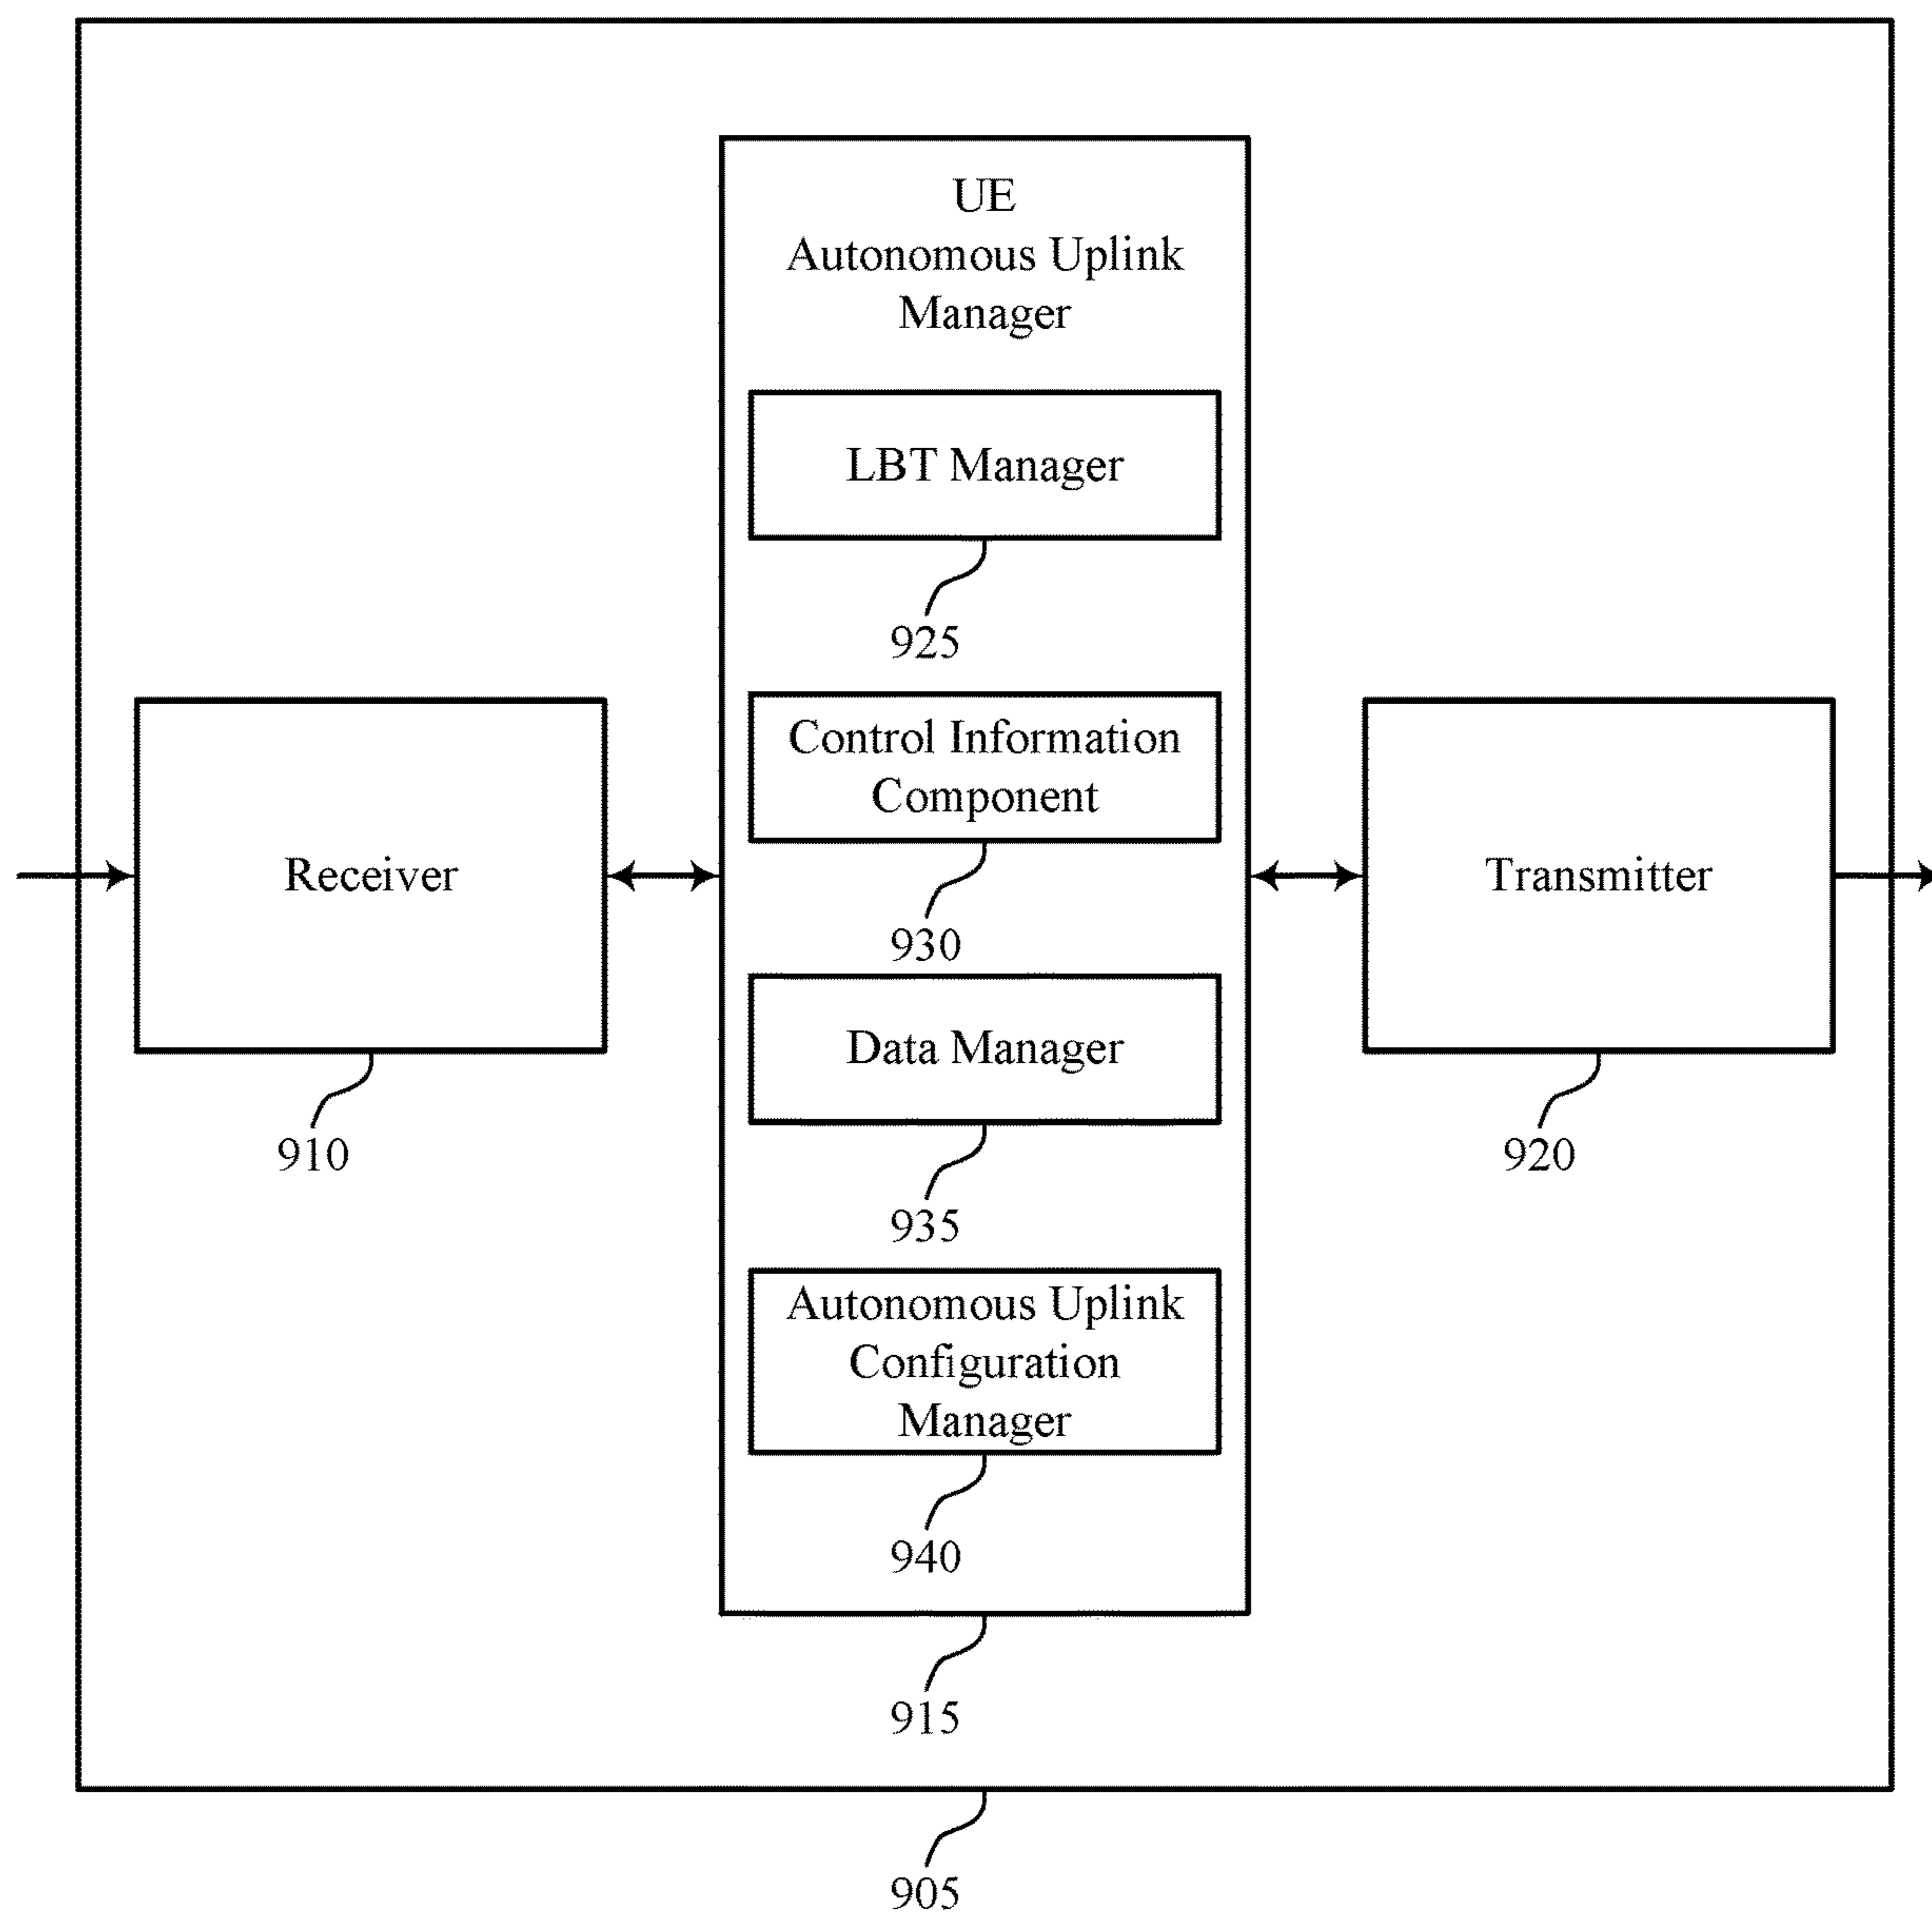 UE
Autonomous Uplink
Manager
LBT Manager
925
Control Information
Component
930
Receiver
910
Transmitter
920
Data Manager
935
Autonomous Uplink
Configuration
Manager
940
915
905